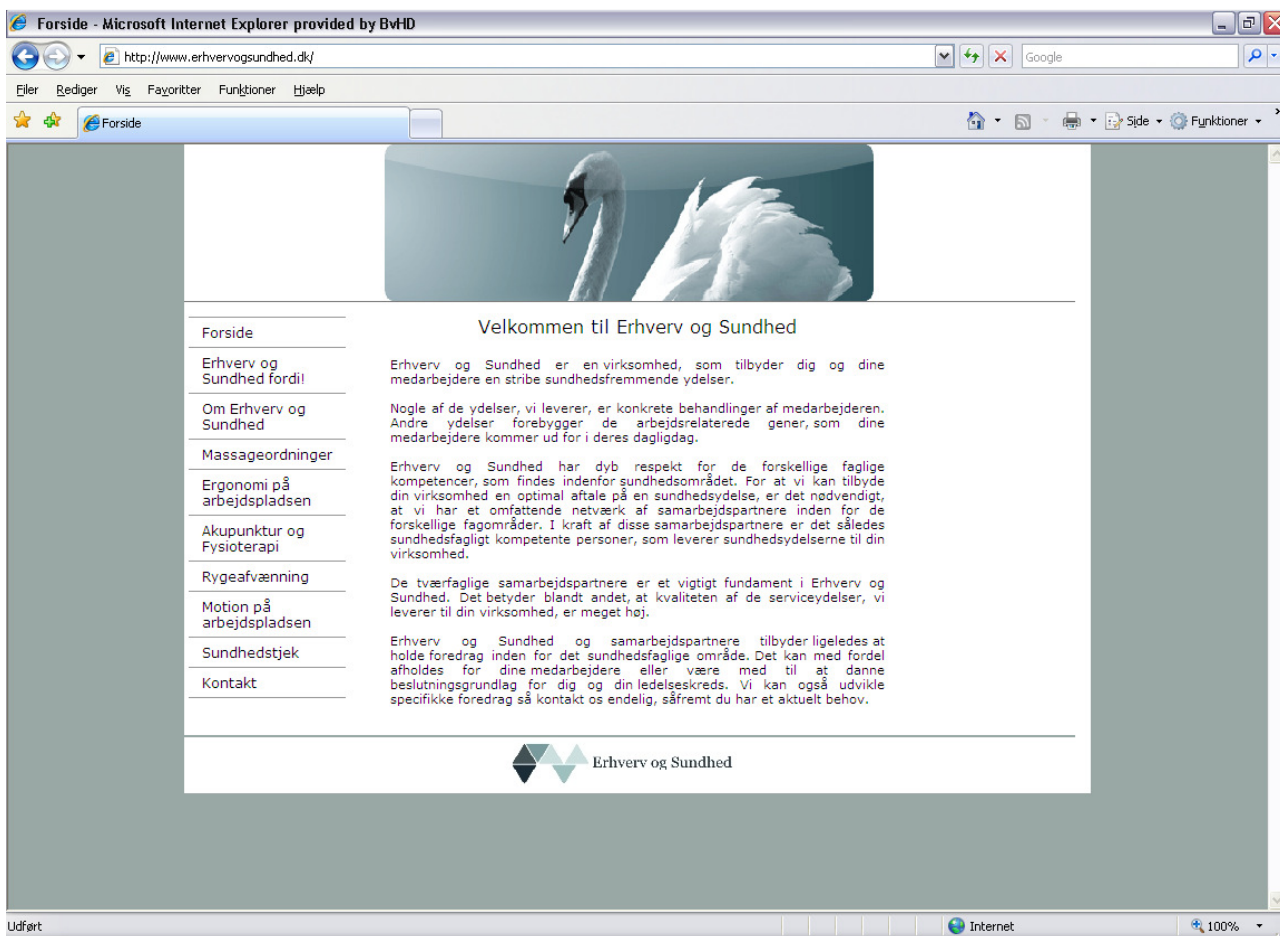 Forside - Microsoft Internet Explorer provided by BvHD
http://www.erhvervogsundhed.dk/
Google
Filer Rediger Vis Favoritter Funktioner Hjælp
Forside
Side
Funktioner
Forside
Erhverv og
Sundhed fordi!
Om Erhverv og
Sundhed
Massageordninger
Ergonomi på
arbejdspladsen
Akupunktur og
Fysioterapi
Rygeafvænning
Motion på
arbejdspladsen
Sundhedstjek
Kontakt
Velkommen til Erhverv og Sundhed
Erhverv og Sundhed er en virksomhed, som tilbyder dig og dine
medarbejdere en stribe sundhedsfremmende ydelser.
Nogle af de ydelser, vi leverer, er konkrete behandlinger af medarbejderen.
Andre ydelser forebygger de arbejdsrelaterede gener, som dine
medarbejdere kommer ud for i deres dagligdag.
Erhverv og Sundhed har dyb respekt for de forskellige faglige
kompetencer, som findes indenfor sundhedsområdet. For at vi kan tilbyde
din virksomhed en optimal aftale på en sundhedsydelse, er det nødvendigt,
at vi har et omfattende netværk af samarbejdspartnere inden for de
forskellige fagområder. I kraft af disse samarbejdspartnere er det således
sundhedsfagligt kompetente personer, som leverer sundhedsydelserne til din
virksomhed.
De tværfaglige samarbejdspartnere er et vigtigt fundament i Erhverv og
Sundhed. Det betyder blandt andet, at kvaliteten af de serviceydelser, vi
leverer til din virksomhed, er meget høj.
Erhverv og Sundhed og samarbejdspartnere tilbyder ligeledes at
holde foredrag inden for det sundhedsfaglige område. Det kan med fordel
afholdes for dine medarbejdere eller være med til at danne
beslutningsgrundlag for dig og din ledelseskreds. Vi kan også udvikle
specifikke foredrag så kontakt os endelig, såfremt du har et aktuelt behov.
Erhverv og Sundhed
Udført
Internet
100%